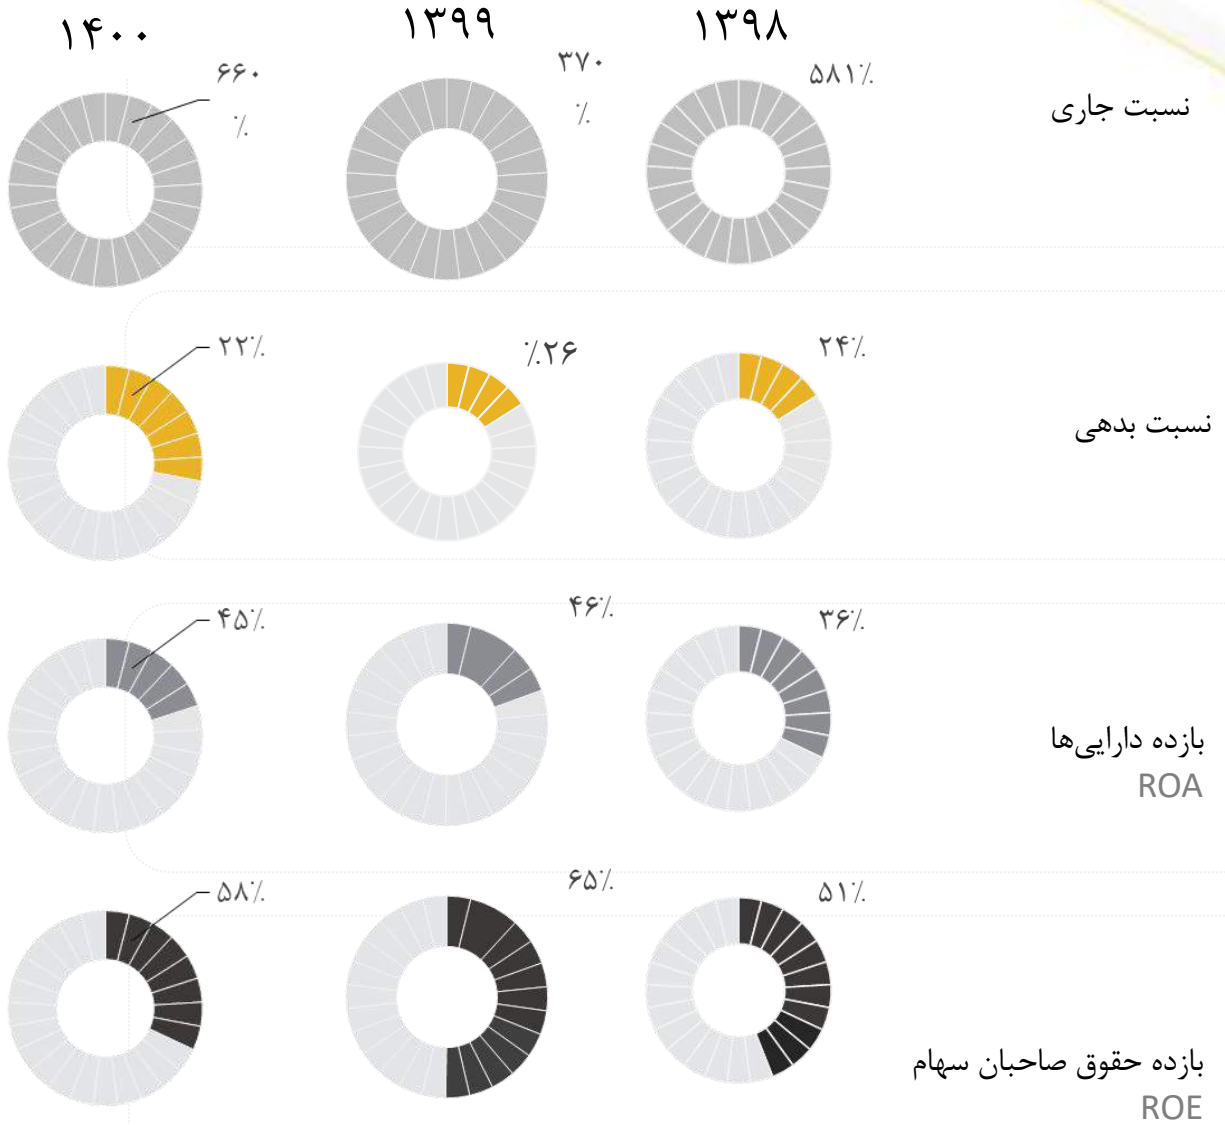 ۱۳۹۸
۱۳۹۹
۱۴۰۰
نسبت جاری
۵۸۱٪
۳۷۰
٪
۶۶۰
٪
نسبت بدهی
۲۴٪
٪۲۶
۲۲٪
بازده دارایی‌ها
ROA
۳۶٪
۴۶٪
۴۵٪
بازده حقوق صاحبان سهام
ROE
۵۱٪
۶۵٪
۵۸٪